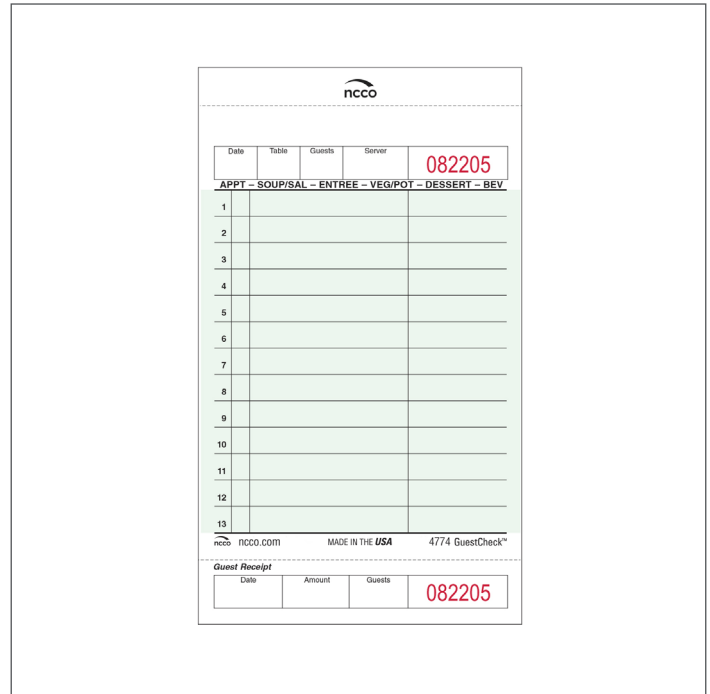 ncco
Date Table Guests Server 082205
APPT – SOUP/SAL – ENTREE – VEG/POT – DESSERT – BEV
1
2
3
4
5
6
7
8
9
10
11
12
13
ncco ncco.com MADE IN THE USA 4774 GuestCheck™
Guest Receipt
Date Amount Guests 082205